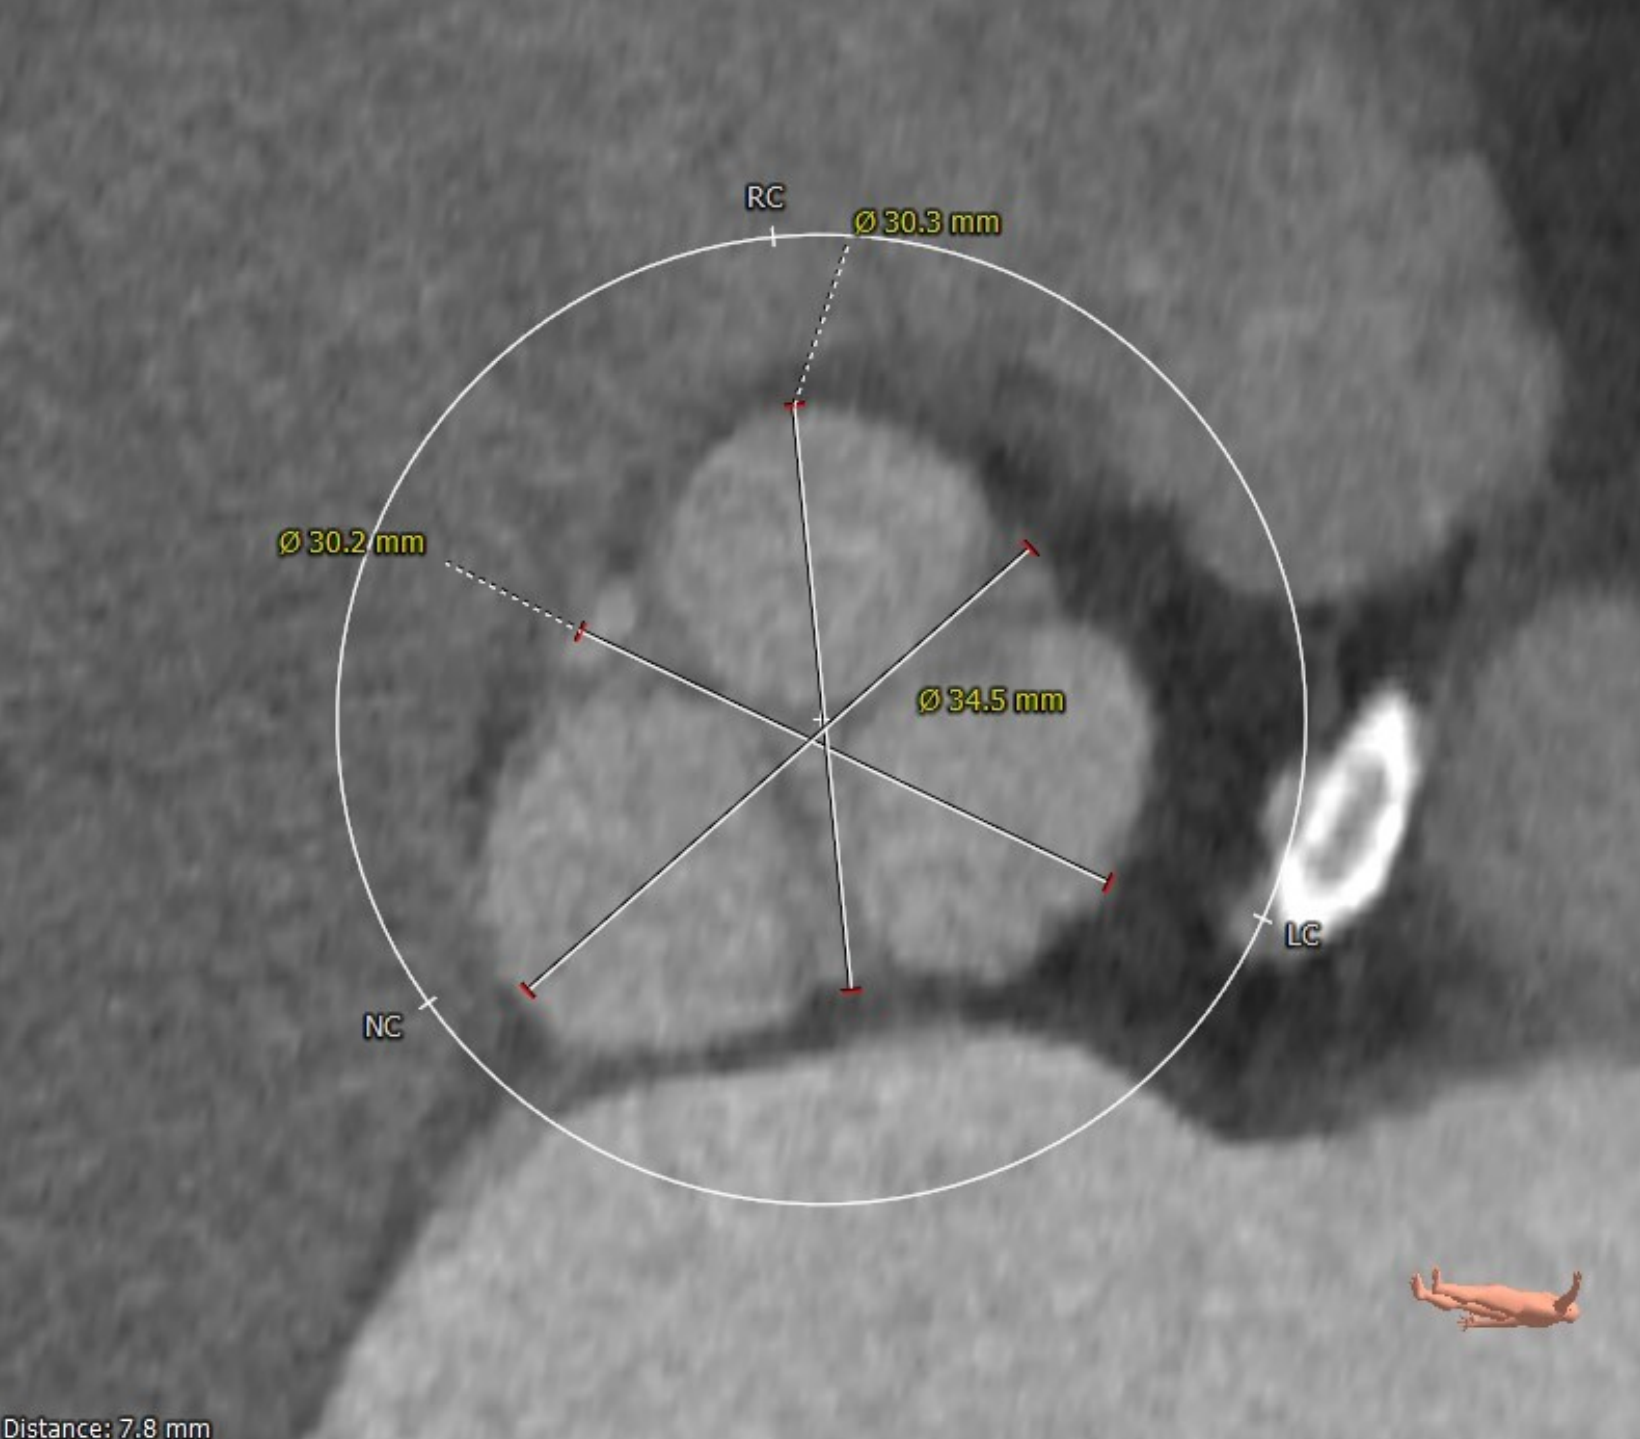 RC
Ø 30.3 mm
Ø 30.2 mm
Ø 34.5 mm
LC
NC
Distance: 7.8 mm